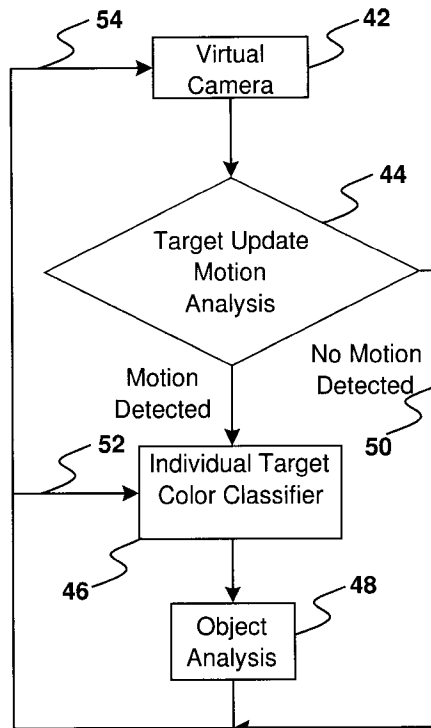 54
42
Virtual
Camera
44
Target Update
Motion
Analysis
No Motion
Detected
Motion
Detected
50
52
Individual Target
Color Classifier
46
48
Object
Analysis